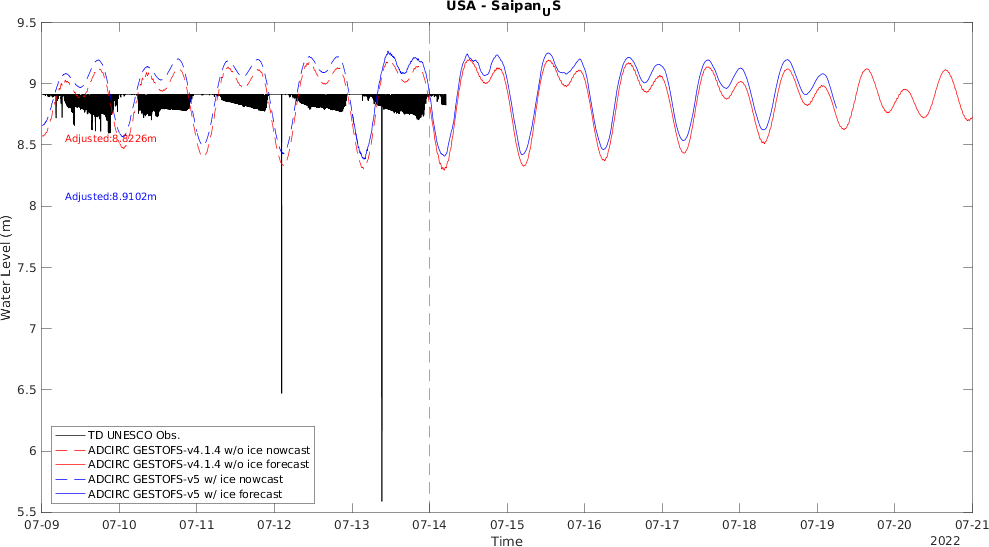 USA - SaipanUS
9.5
9
8.5
8
7.5
7
6.5
6
5.5
Water Level (m)
Adjusted:8.8226m
Adjusted:8.9102m
TD UNESCO Obs.
ADCIRC GESTOFS-v4.1.4 w/o ice nowcast
ADCIRC GESTOFS-v4.1.4 w/o ice forecast
ADCIRC GESTOFS-v5 w/ ice nowcast
ADCIRC GESTOFS-v5 w/ ice forecast
07-09 07-10 07-11 07-12 07-13 07-14 07-15 07-16 07-17 07-18 07-19 07-20 07-21
Time
2022